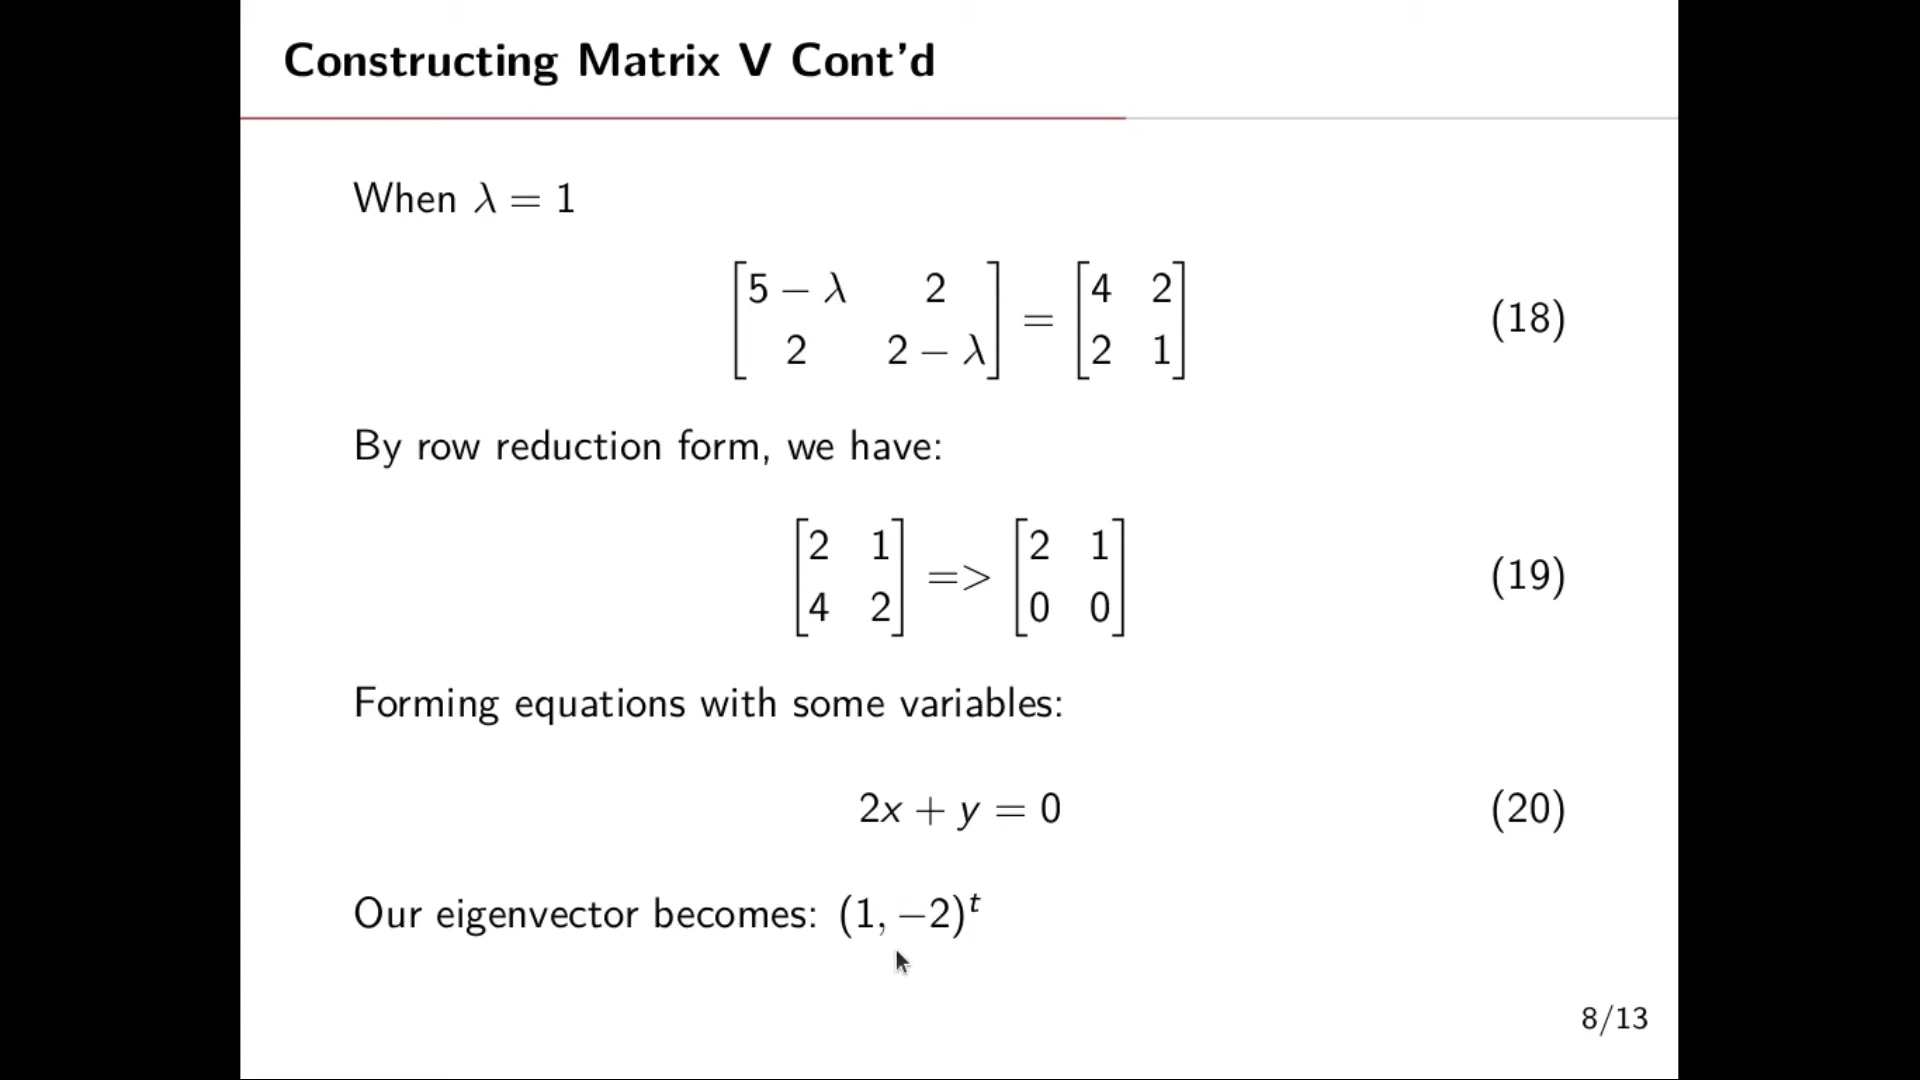 Constructing Matrix V Cont'd
When λ = 1
[5 − λ 2
2 2 − λ] = [4 2
2 1] (18)
By row reduction form, we have:
[2 1
4 2] => [2 1
0 0] (19)
Forming equations with some variables:
2x + y = 0 (20)
Our eigenvector becomes: (1, −2)ᵗ
8/13